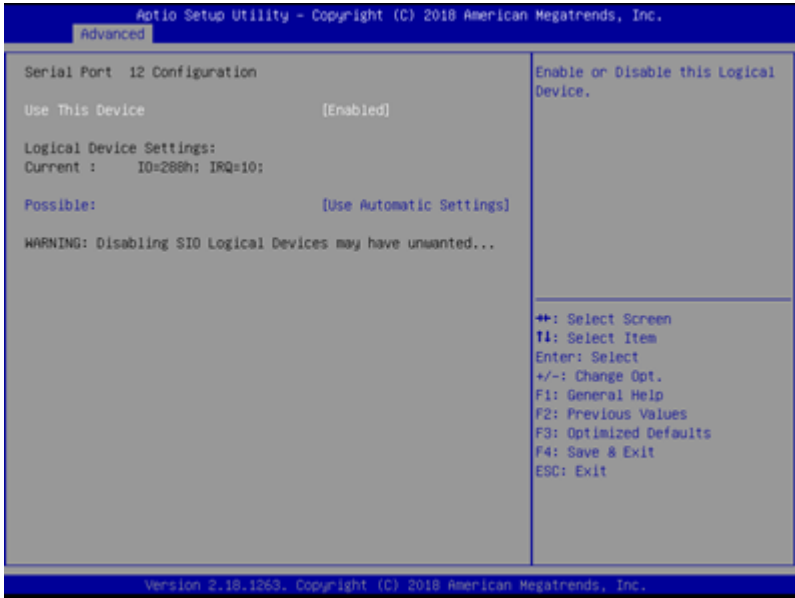 Aptio Setup Utility – Copyright (C) 2018 American Megatrends, Inc.
Advanced
Serial Port 12 Configuration
Use This Device [Enabled]
Logical Device Settings:
Current : IO=288h; IRQ=10;
Possible: [Use Automatic Settings]
WARNING: Disabling SIO Logical Devices may have unwanted...
Enable or Disable this Logical
Device.
→←: Select Screen
↑↓: Select Item
Enter: Select
+/-: Change Opt.
F1: General Help
F2: Previous Values
F3: Optimized Defaults
F4: Save & Exit
ESC: Exit
Version 2.18.1263. Copyright (C) 2018 American Megatrends, Inc.